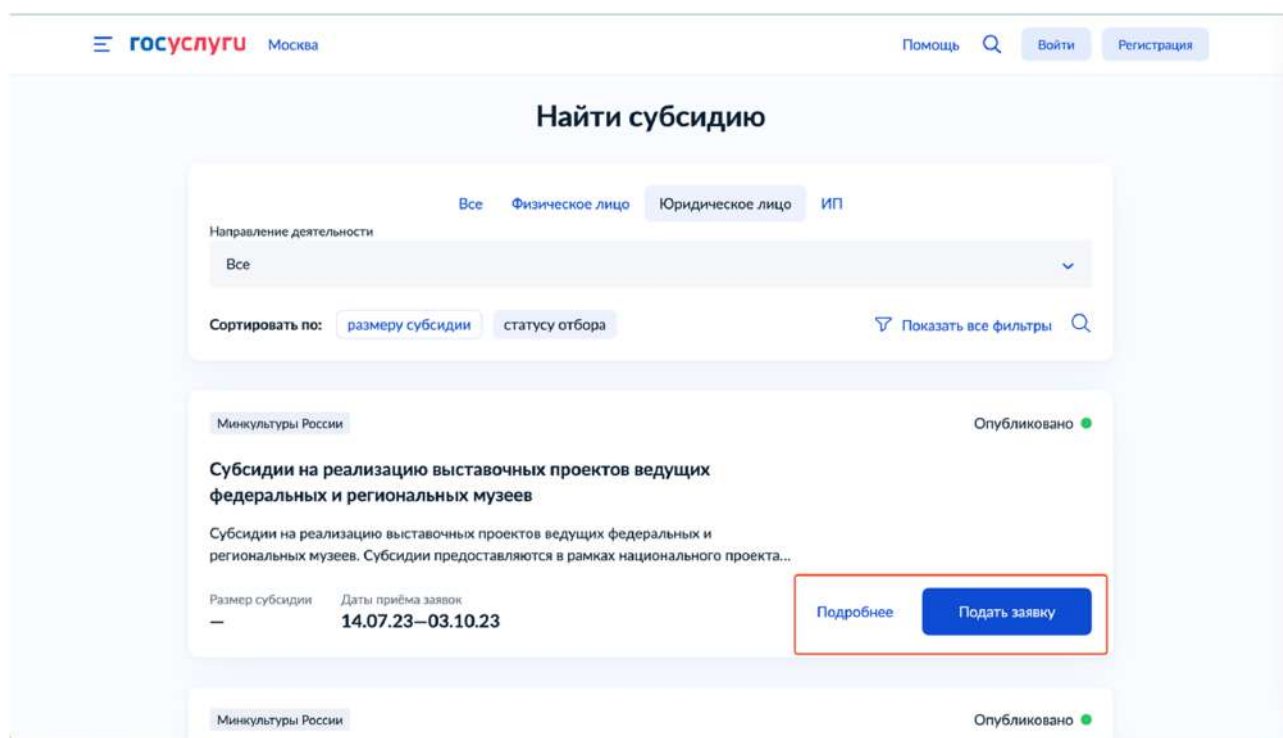 госуслуги Москва Помощь Войти Регистрация
Найти субсидию
Все Физическое лицо Юридическое лицо ИП
Направление деятельности
Все
Сортировать по: размеру субсидии статусу отбора Показать все фильтры
Минкультуры России Опубликовано
Субсидии на реализацию выставочных проектов ведущих
федеральных и региональных музеев
Субсидии на реализацию выставочных проектов ведущих федеральных и
региональных музеев. Субсидии предоставляются в рамках национального проекта...
Размер субсидии Даты приёма заявок
— 14.07.23—03.10.23
Подробнее Подать заявку
Минкультуры России Опубликовано